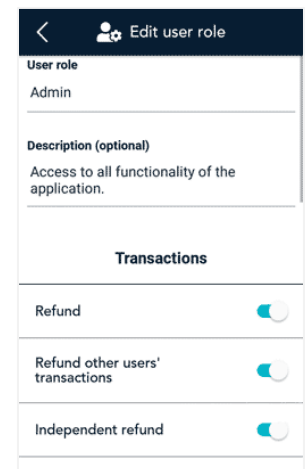 Edit user role
User role
Admin
Description (optional)
Access to all functionality of the
application.
Transactions
Refund
Refund other users'
transactions
Independent refund